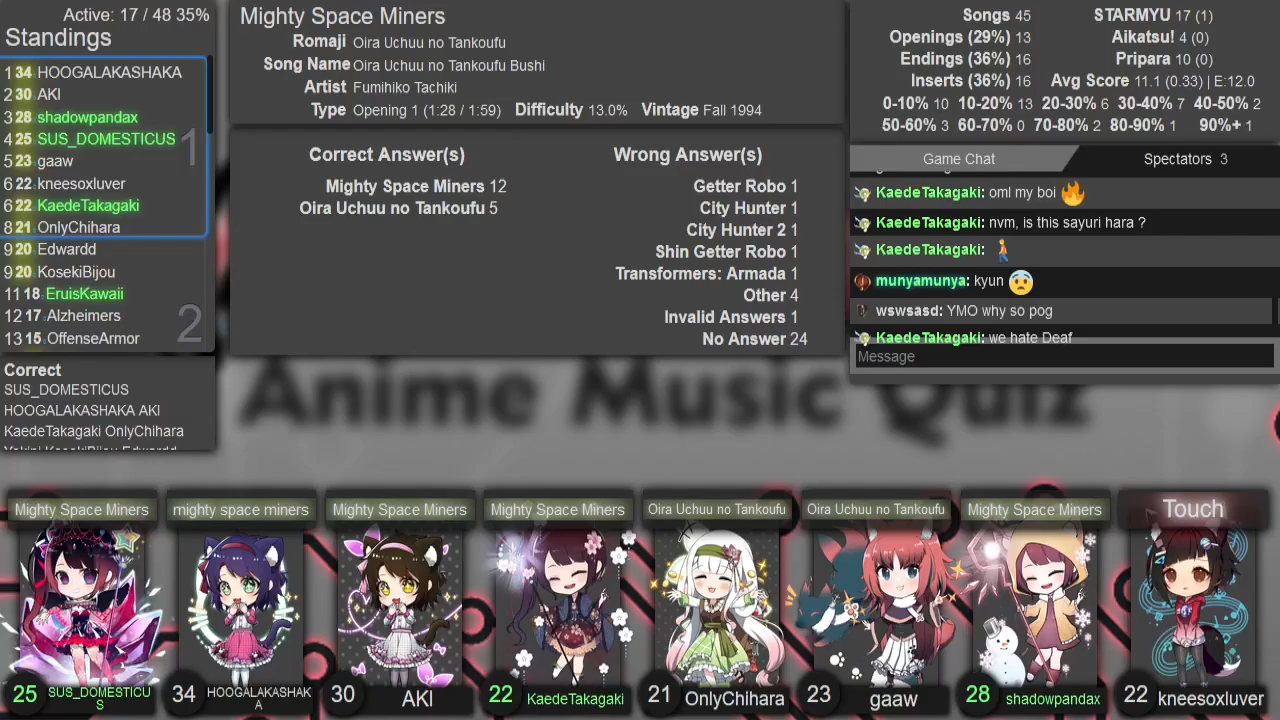 Active: 17 / 48 35%
Standings
1 34 HOOGALAKASHAKA
2 30 AKI
3 28 shadowpandax
4 25 SUS_DOMESTICUS
5 23 gaaw
6 22 kneesoxluver
6 22 KaedeTakagaki
8 21 OnlyChihara
1
9 20 Edwardd
9 20 KosekiBijou
11 18 EruisKawaii
12 17 Alzheimers
13 15 OffenseArmor
2
Correct
SUS_DOMESTICUS
HOOGALAKASHAKA AKI
KaedeTakagaki OnlyChihara
KosekiBijou Edwardd
Mighty Space Miners
Romaji Oira Uchuu no Tankoufu
Song Name Oira Uchuu no Tankoufu Bushi
Artist Fumihiko Tachiki
Type Opening 1 (1:28 / 1:59) Difficulty 13.0% Vintage Fall 1994
Correct Answer(s)
Mighty Space Miners 12
Oira Uchuu no Tankoufu 5
Wrong Answer(s)
Getter Robo 1
City Hunter 1
City Hunter 2 1
Shin Getter Robo 1
Transformers: Armada 1
Other 4
Invalid Answers 1
No Answer 24
Songs 45 STARMYU 17 (1)
Openings (29%) 13 Aikatsu! 4 (0)
Endings (36%) 16 Pripara 10 (0)
Inserts (36%) 16 Avg Score 11.1 (0.33) | E:12.0
0-10% 10 10-20% 13 20-30% 6 30-40% 7 40-50% 2
50-60% 3 60-70% 0 70-80% 2 80-90% 1 90%+ 1
Game Chat Spectators 3
KaedeTakagaki: oml my boi
KaedeTakagaki: nvm, is this sayuri hara ?
KaedeTakagaki:
munyamunya: kyun
wswsasd: YMO why so pog
KaedeTakagaki: we hate Deaf
Message
Anime Music Quiz
Mighty Space Miners
mighty space miners
Mighty Space Miners
Mighty Space Miners
Oira Uchuu no Tankoufu
Oira Uchuu no Tankoufu
Mighty Space Miners
Touch
25 SUS_DOMESTICUS
34 HOOGALAKASHAKA
30 AKI
22 KaedeTakagaki
21 OnlyChihara
23 gaaw
28 shadowpandax
22 kneesoxluver